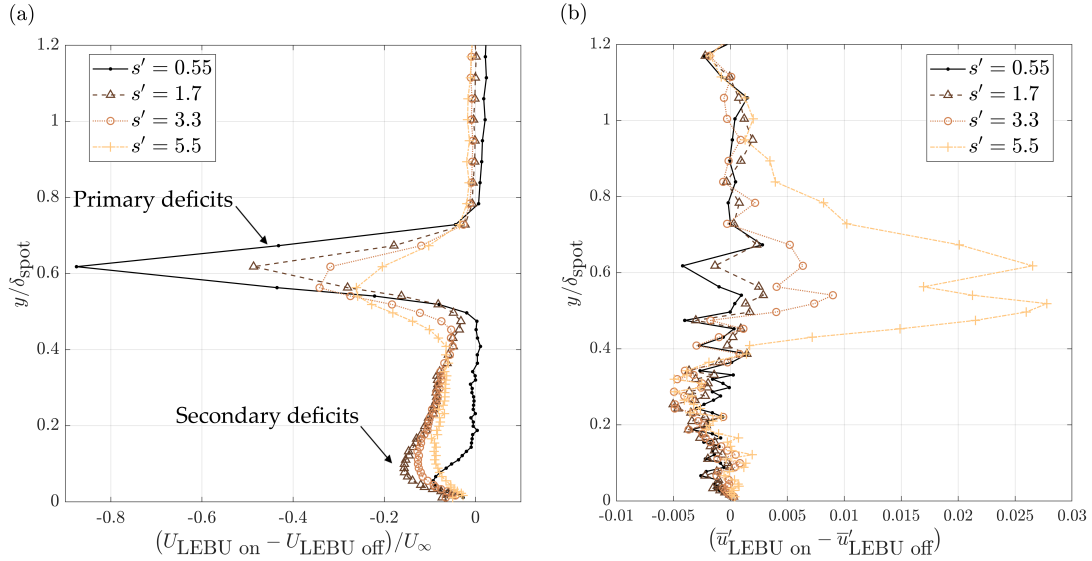 (a)
1.2
1
0.8
0.6
0.4
0.2
0
y/δspot
s′ = 0.55
s′ = 1.7
s′ = 3.3
s′ = 5.5
Primary deficits
Secondary deficits
-0.8 -0.6 -0.4 -0.2 0
(U_LEBU on − U_LEBU off)/U∞
(b)
1.2
1
0.8
0.6
0.4
0.2
0
y/δspot
s′ = 0.55
s′ = 1.7
s′ = 3.3
s′ = 5.5
-0.01 -0.005 0 0.005 0.01 0.015 0.02 0.025 0.03
(u̅′_LEBU on − u̅′_LEBU off)